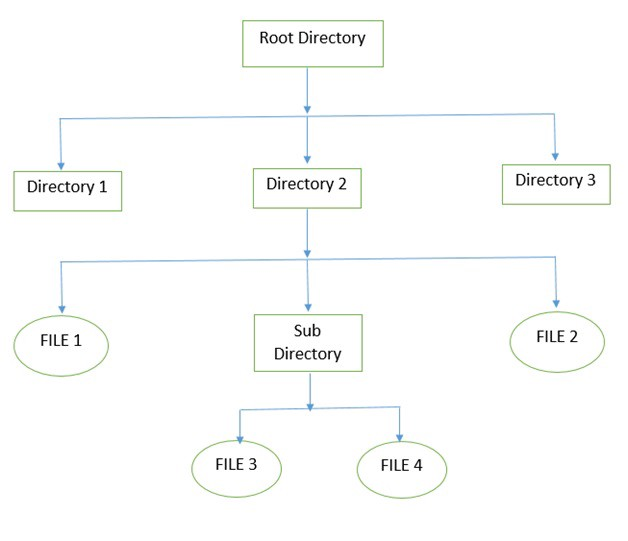 Root Directory
Directory 1
Directory 2
Directory 3
FILE 1
Sub
Directory
FILE 2
FILE 3
FILE 4